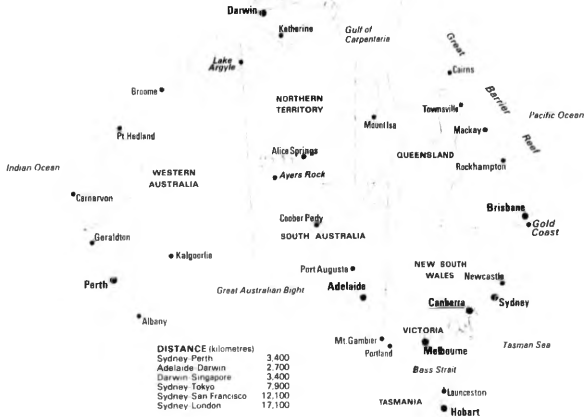 Darwin
Katherine
Gulf of
Carpentaria
Great
Lake
Argyle
Cairns
Broome
NORTHERN
TERRITORY
Townsville
Barrier
Pacific Ocean
Mount Isa
Pt Hedland
Mackay
Reef
Alice Springs
QUEENSLAND
Rockhampton
Indian Ocean
WESTERN
AUSTRALIA
Ayers Rock
Carnarvon
Brisbane
Coober Pedy
Gold
Coast
Geraldton
SOUTH AUSTRALIA
Kalgoorlie
Port Augusta
NEW SOUTH
WALES
Newcastle
Perth
Great Australian Bight
Adelaide
Canberra
Sydney
Albany
VICTORIA
Mt. Gambier
Portland
Melbourne
Tasman Sea
Bass Strait
DISTANCE (kilometres)
Sydney-Perth 3,400
Adelaide-Darwin 2,700
Darwin-Singapore 3,400
Sydney-Tokyo 7,900
Sydney-San Francisco 12,100
Sydney-London 17,100
Launceston
TASMANIA
Hobart